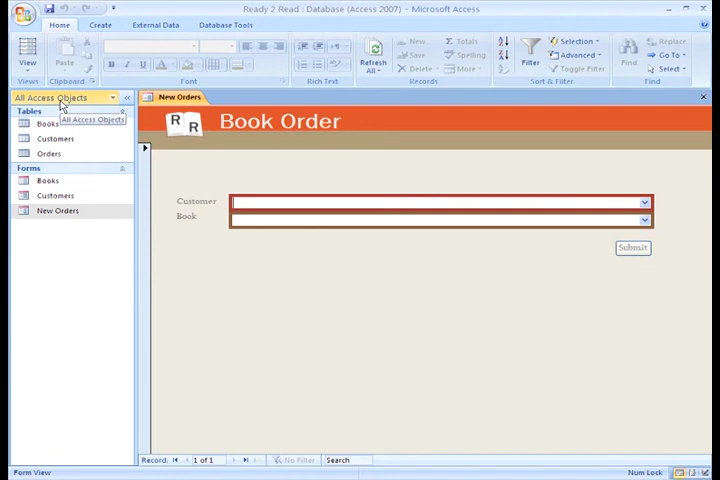 Ready 2 Read : Database (Access 2007) - Microsoft Access
Home Create External Data Database Tools
View
Views
Paste
Clipboard
B I U
Font
Rich Text
Refresh
All
New
Save
Delete
Totals
Spelling
More
Records
Filter
Selection
Advanced
Toggle Filter
Sort & Filter
Find
Replace
Go To
Select
Find
All Access Objects
All Access Objects
Tables
Books
Customers
Orders
Forms
Books
Customers
New Orders
New Orders
R R
Book Order
Customer
Book
Submit
Record: 1 of 1 No Filter Search
Form View
Num Lock